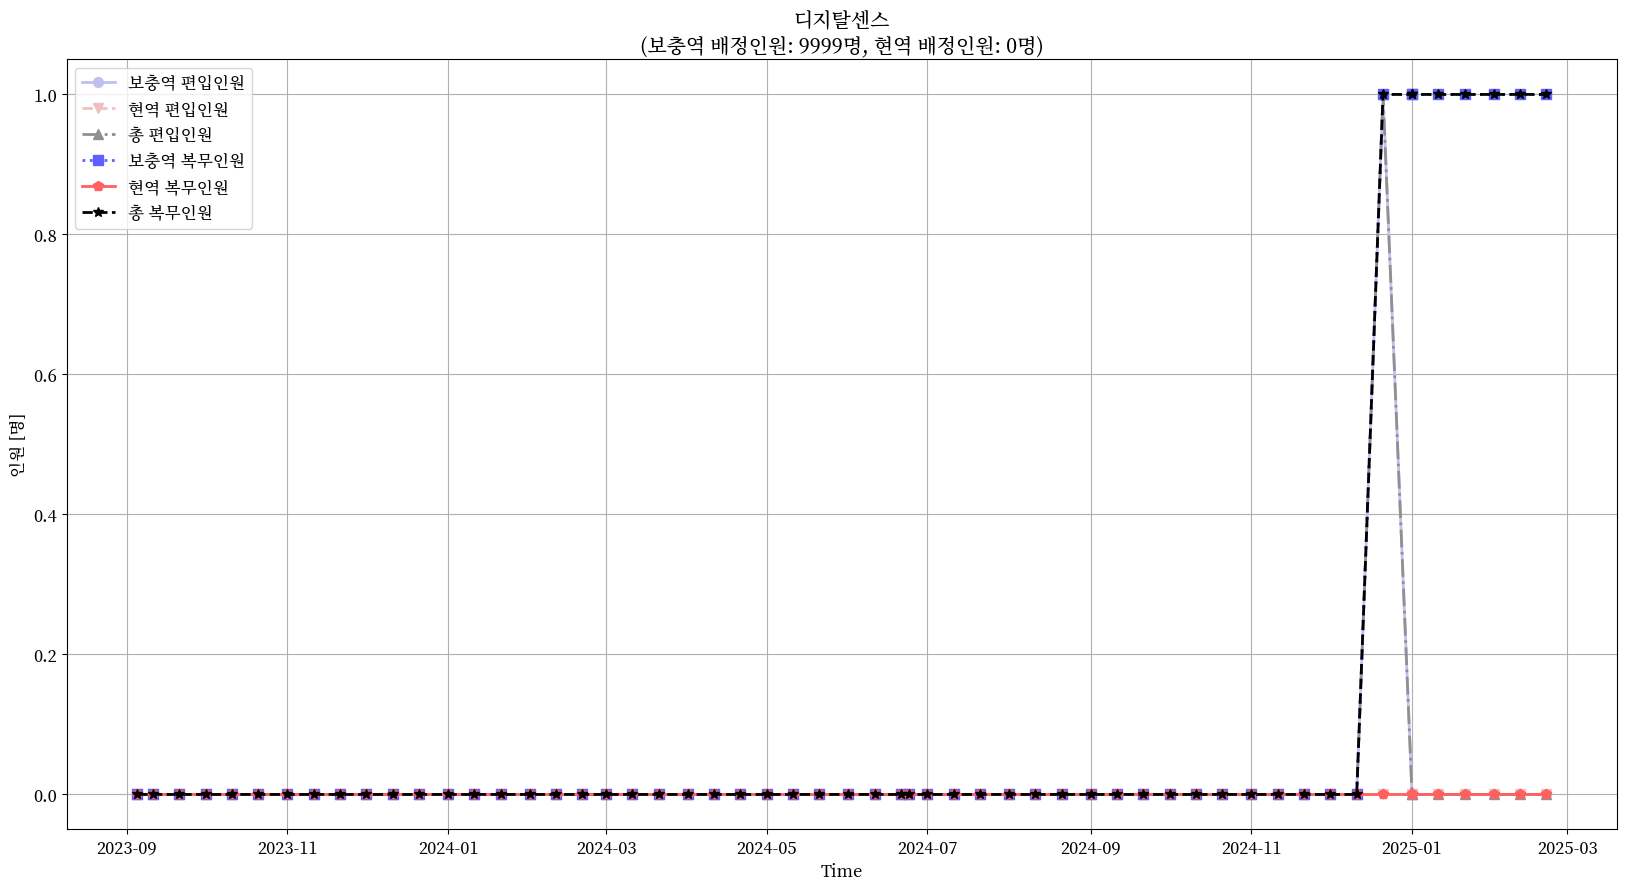 디지탈센스
(보충역 배정인원: 9999명, 현역 배정인원: 0명)
보충역 편입인원
현역 편입인원
총 편입인원
보충역 복무인원
현역 복무인원
총 복무인원
인원 [명]
1.0
0.8
0.6
0.4
0.2
0.0
2023-09
2023-11
2024-01
2024-03
2024-05
2024-07
2024-09
2024-11
2025-01
2025-03
Time